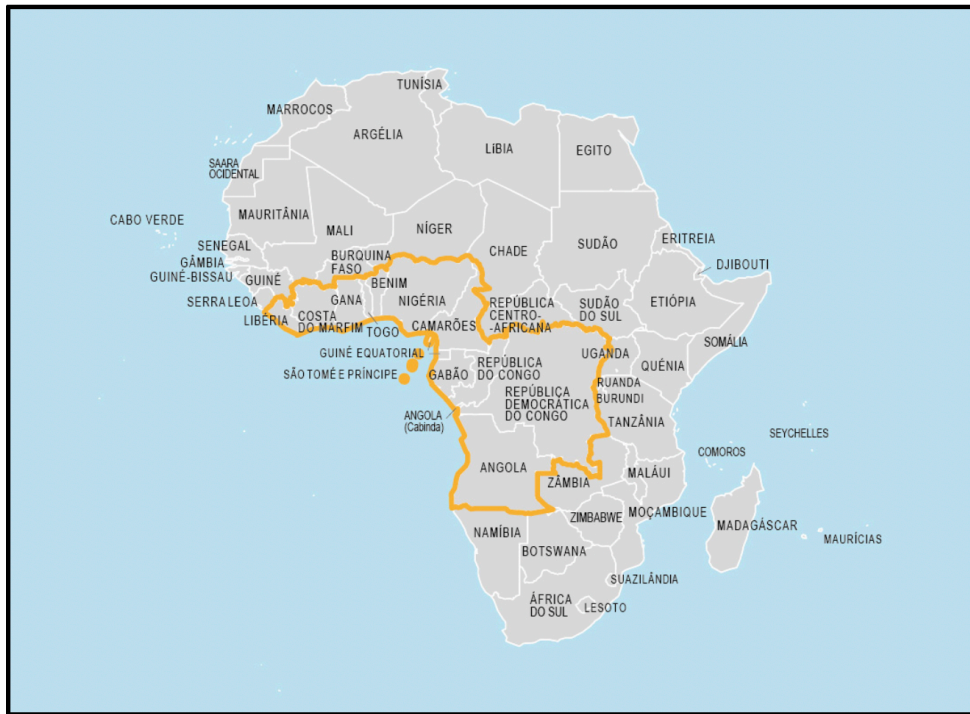 TUNÍSIA
MARROCOS
ARGÉLIA
LíBIA
EGITO
SAARA
OCIDENTAL
MAURITÂNIA
CABO VERDE
MALI
NÍGER
CHADE
SUDÃO
ERITREIA
DJIBOUTI
SENEGAL
GÂMBIA
GUINÉ-BISSAU
GUINÉ
BURQUINA
FASO
BENIM
NIGÉRIA
GANA
SERRA LEOA
LIBÉRIA
COSTA
DO MARFIM
TOGO
CAMARÕES
REPÚBLICA
CENTRO-
-AFRICANA
SUDÃO
DO SUL
ETIÓPIA
SOMÁLIA
GUINÉ EQUATORIAL
SÃO TOMÉ E PRÍNCIPE
GABÃO
REPÚBLICA
DO CONGO
UGANDA
QUÉNIA
RUANDA
BURUNDI
REPÚBLICA
DEMOCRÁTICA
DO CONGO
TANZÂNIA
ANGOLA
(Cabinda)
SEYCHELLES
COMOROS
ANGOLA
ZÂMBIA
MALÁUI
MOÇAMBIQUE
ZIMBABWE
MADAGÁSCAR
MAURÍCIAS
NAMÍBIA
BOTSWANA
SUAZILÂNDIA
ÁFRICA
DO SUL
LESOTO